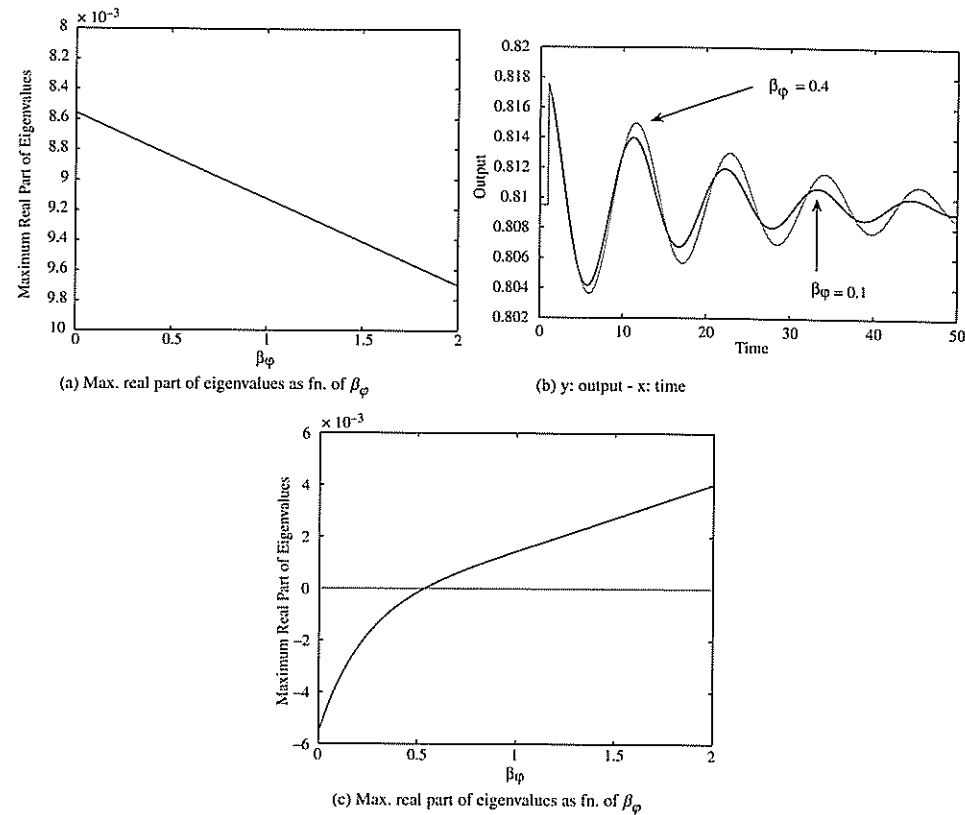 × 10⁻³
8
8.2
8.4
8.6
8.8
9
9.2
9.4
9.6
9.8
10
Maximum Real Part of Eigenvalues
0 0.5 1 1.5 2
βφ
(a) Max. real part of eigenvalues as fn. of βφ
0.82
0.818
0.816
0.814
0.812
0.810
0.808
0.806
0.804
0.802
Output
βφ = 0.4
βφ = 0.1
0 10 20 30 40 50
Time
(b) y: output - x: time
× 10⁻³
6
4
2
0
−2
−4
−6
Maximum Real Part of Eigenvalues
0 0.5 1 1.5 2
βφ
(c) Max. real part of eigenvalues as fn. of βφ